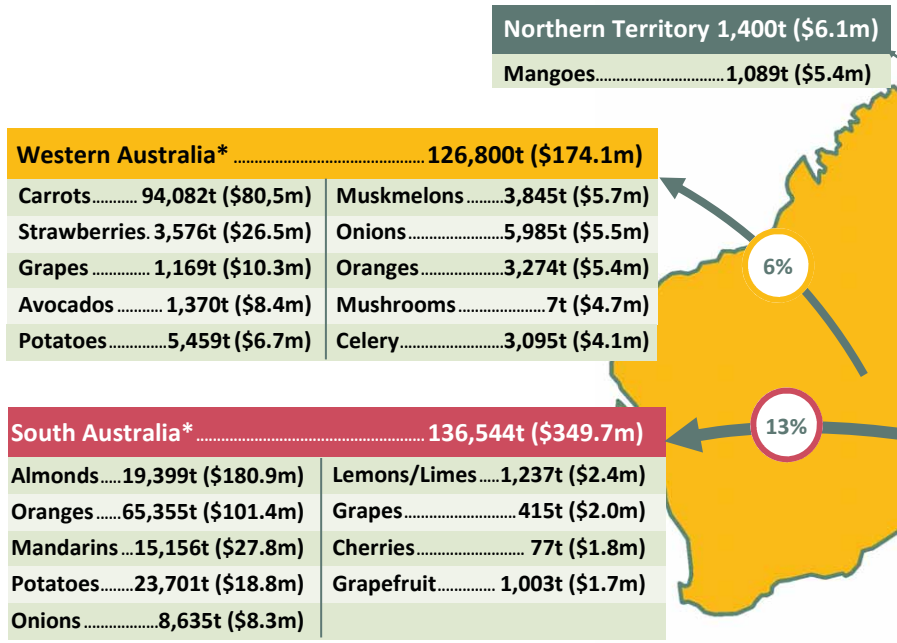 Northern Territory 1,400t ($6.1m)
Mangoes..............................1,089t ($5.4m)
Western Australia* .............................................. 126,800t ($174.1m)
Carrots........... 94,082t ($80,5m)
Strawberries. 3,576t ($26.5m)
Grapes .............. 1,169t ($10.3m)
Avocados ........... 1,370t ($8.4m)
Potatoes..............5,459t ($6.7m)
Muskmelons.........3,845t ($5.7m)
Onions.......................5,985t ($5.5m)
Oranges....................3,274t ($5.4m)
Mushrooms.....................7t ($4.7m)
Celery.........................3,095t ($4.1m)
6%
South Australia*....................................................... 136,544t ($349.7m)
Almonds.....19,399t ($180.9m)
Oranges ......65,355t ($101.4m)
Mandarins ...15,156t ($27.8m)
Potatoes........23,701t ($18.8m)
Onions ..................8,635t ($8.3m)
Lemons/Limes.....1,237t ($2.4m)
Grapes...........................415t ($2.0m)
Cherries.......................... 77t ($1.8m)
Grapefruit.............. 1,003t ($1.7m)
13%